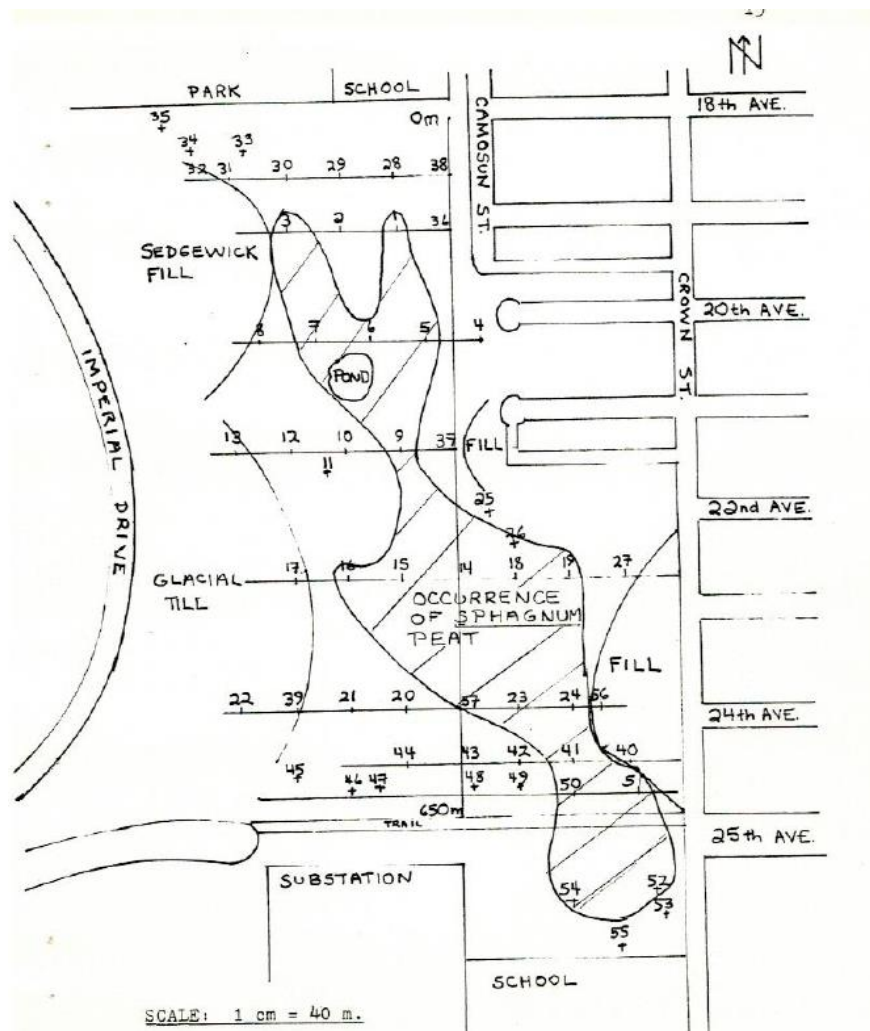 N
PARK
SCHOOL
18th AVE.
0m
CAMOSUN ST.
35
34
33
32 31 30 29 28 38
3 2 1 36
SEDGEWICK
FILL
CROWN ST.
20th AVE.
8 7 6 5 4
POND
IMPERIAL DRIVE
13 12 10 9 37 FILL
11
25
22nd AVE.
26
17 16 15 14 18 19 27
GLACIAL
TILL
OCCURRENCE
OF SPHAGNUM
PEAT
FILL
22 39 21 20 57 23 24 56
24th AVE.
44 43 42 41 40
45 46 47 48 49 50 5
650m
TRAIL
25th AVE.
SUBSTATION
54 52
53
55
SCHOOL
SCALE: 1 cm = 40 m.